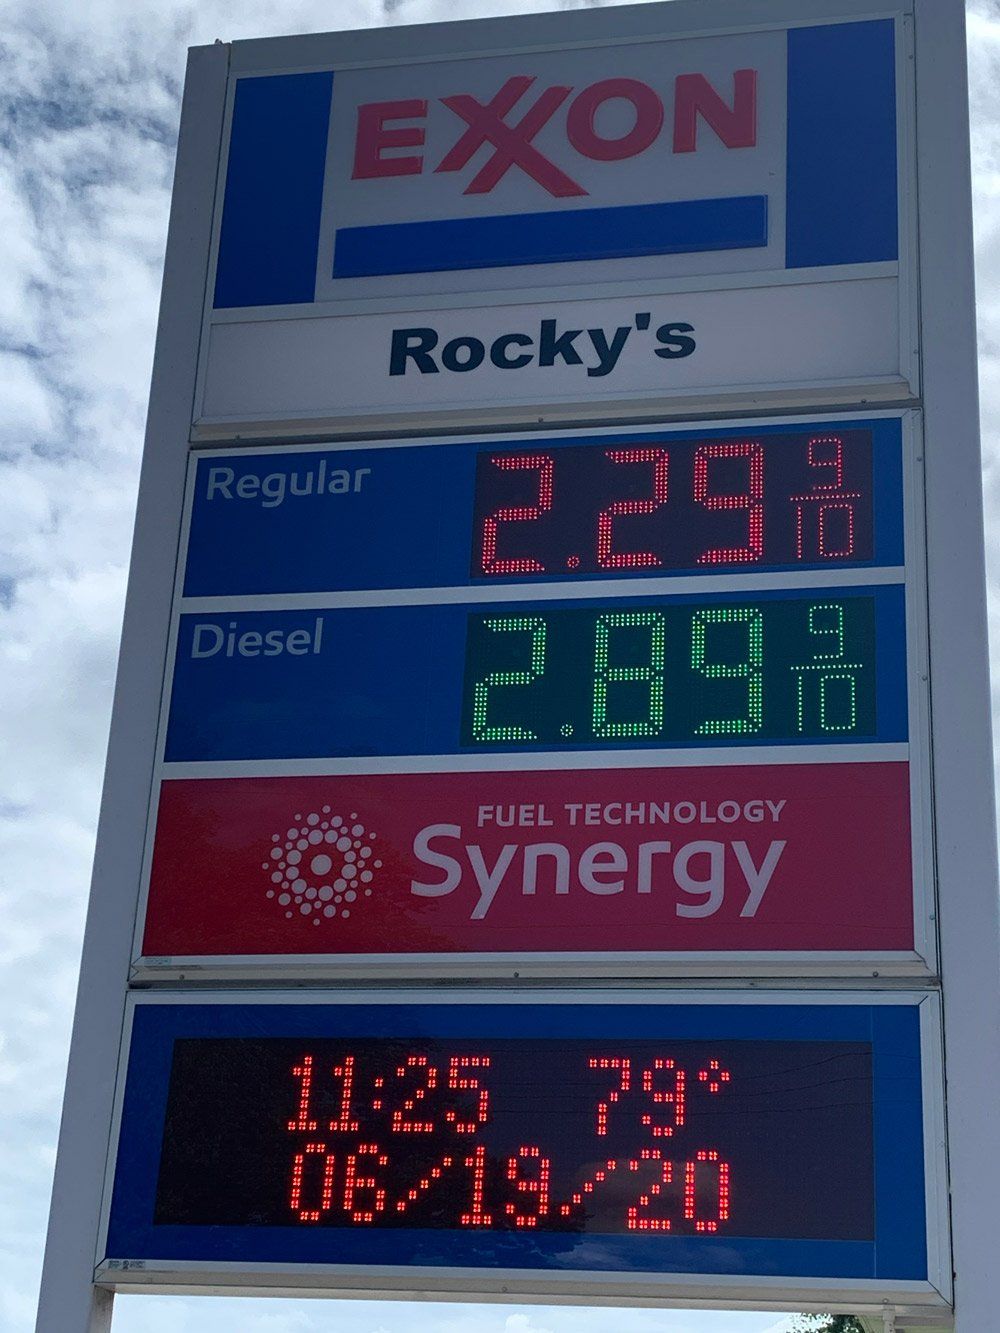 EXXON
Rocky's
Regular 2.29 9/10
Diesel 2.89 9/10
FUEL TECHNOLOGY
Synergy
11:25 79°
06/19/20